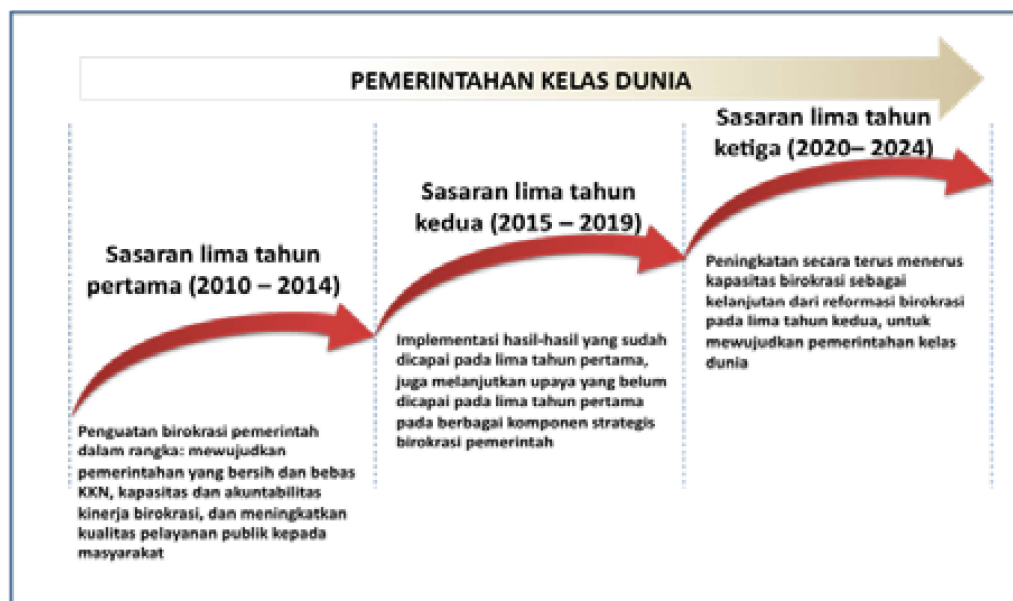 PEMERINTAHAN KELAS DUNIA
Sasaran lima tahun
pertama (2010 – 2014)
Penguatan birokrasi pemerintah
dalam rangka: mewujudkan
pemerintahan yang bersih dan bebas
KKN, kapasitas dan akuntabilitas
kinerja birokrasi, dan meningkatkan
kualitas pelayanan publik kepada
masyarakat
Sasaran lima tahun
kedua (2015 – 2019)
Implementasi hasil-hasil yang sudah
dicapai pada lima tahun pertama,
juga melanjutkan upaya yang belum
dicapai pada lima tahun pertama
pada berbagai komponen strategis
birokrasi pemerintah
Sasaran lima tahun
ketiga (2020– 2024)
Peningkatan secara terus menerus
kapasitas birokrasi sebagai
kelanjutan dari reformasi birokrasi
pada lima tahun kedua, untuk
mewujudkan pemerintahan kelas
dunia